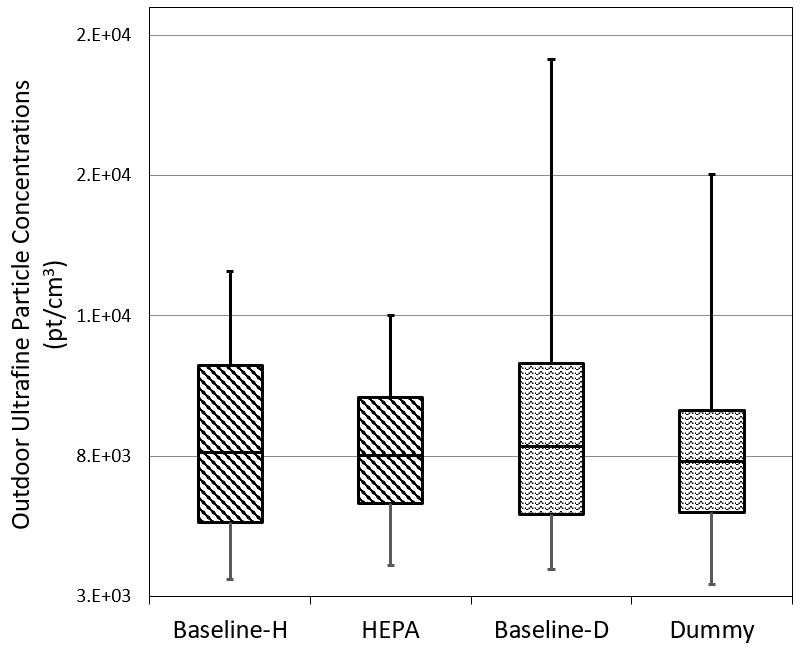 Outdoor Ultrafine Particle Concentrations
(pt/cm³)
2.E+04
2.E+04
1.E+04
8.E+03
3.E+03
Baseline-H
HEPA
Baseline-D
Dummy